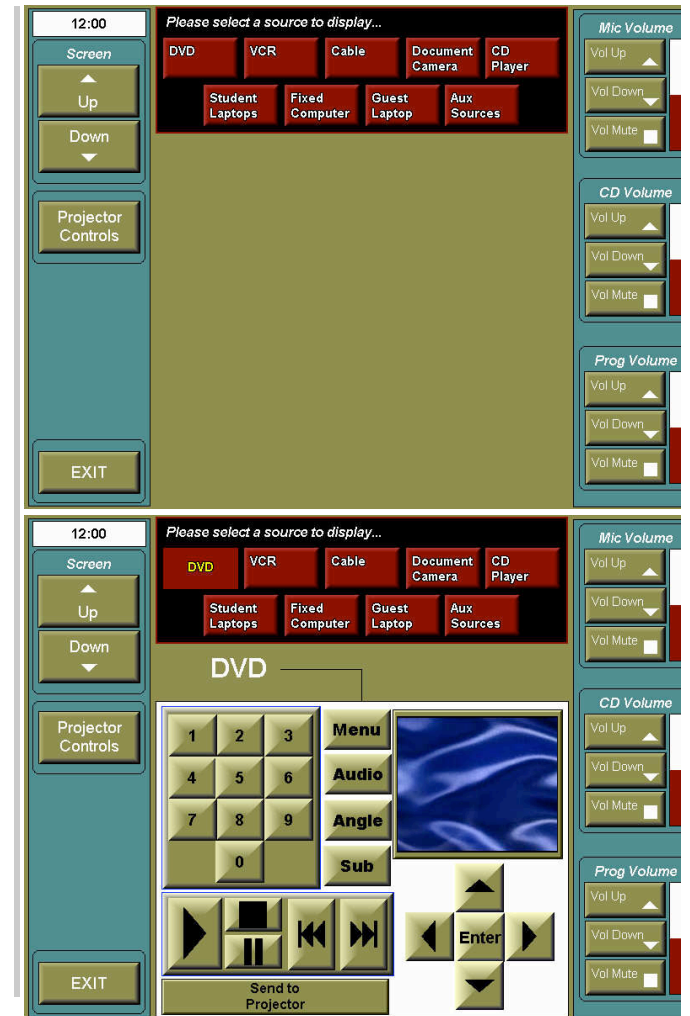 12:00
Please select a source to display...
Mic Volume
Screen
DVD VCR Cable Document Camera CD Player
Vol Up
Up
Student Laptops Fixed Computer Guest Laptop Aux Sources
Vol Down
Down
Vol Mute
Projector
Controls
CD Volume
Vol Up
Vol Down
Vol Mute
Prog Volume
Vol Up
Vol Down
Vol Mute
EXIT
12:00
Please select a source to display...
Mic Volume
Screen
DVD VCR Cable Document Camera CD Player
Vol Up
Up
Student Laptops Fixed Computer Guest Laptop Aux Sources
Vol Down
Down
Vol Mute
DVD
Projector
Controls
CD Volume
1 2 3 Menu
Vol Up
4 5 6 Audio
Vol Down
7 8 9 Angle
Vol Mute
0 Sub
Prog Volume
Vol Up
Enter
Vol Down
Vol Mute
EXIT
Send to
Projector